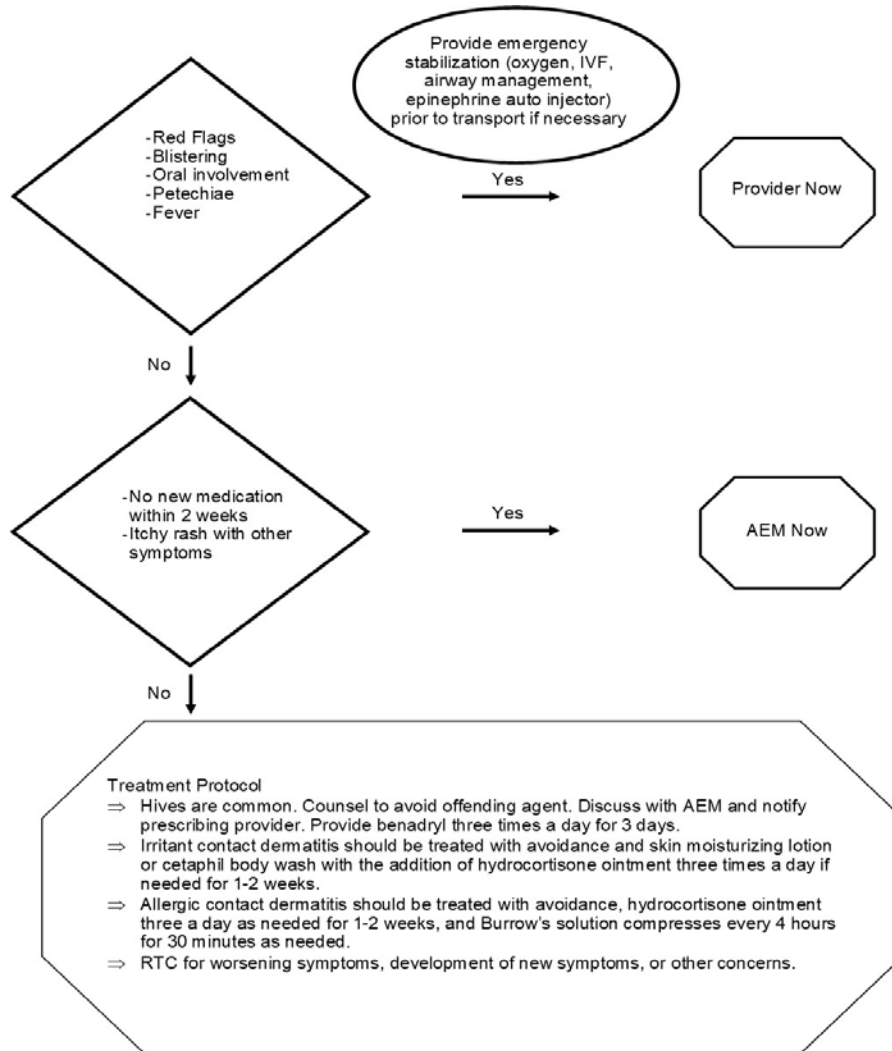 Provide emergency
stabilization (oxygen, IVF,
airway management,
epinephrine auto injector)
prior to transport if necessary
-Red Flags
-Blistering
-Oral involvement
-Petechiae
-Fever
Yes
Provider Now
No
-No new medication
within 2 weeks
-Itchy rash with other
symptoms
Yes
AEM Now
No
Treatment Protocol
⇒ Hives are common. Counsel to avoid offending agent. Discuss with AEM and notify
prescribing provider. Provide benadryl three times a day for 3 days.
⇒ Irritant contact dermatitis should be treated with avoidance and skin moisturizing lotion
or cetaphil body wash with the addition of hydrocortisone ointment three times a day if
needed for 1-2 weeks.
⇒ Allergic contact dermatitis should be treated with avoidance, hydrocortisone ointment
three a day as needed for 1-2 weeks, and Burrow's solution compresses every 4 hours
for 30 minutes as needed.
⇒ RTC for worsening symptoms, development of new symptoms, or other concerns.